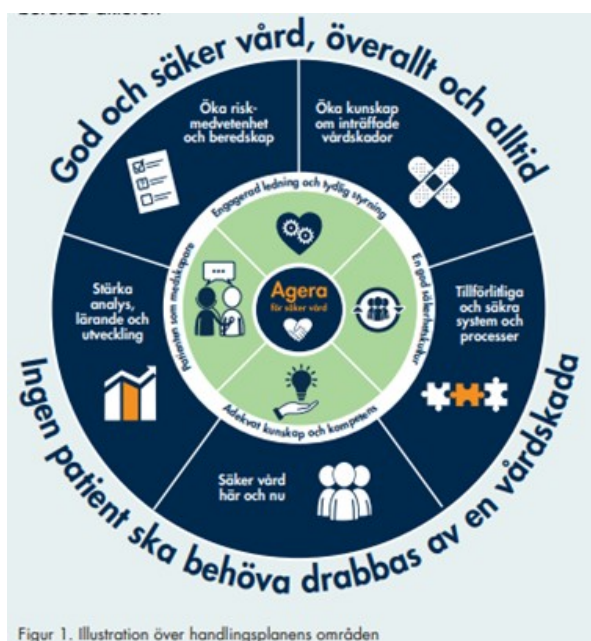 God och säker vård, överallt och alltid
Öka risk-
medvetenhet
och beredskap
Öka kunskap
om inträffade
vårdskador
Engagerad ledning och tydlig styrning
Patienten som medskapare
En god säkerhetskultur
Stärka
analys,
lärande och
utveckling
Agera
för säker vård
Tillförlitliga
och säkra
system och
processer
Adekvat kunskap och kompetens
Säker vård
här och nu
Ingen patient ska behöva drabbas av en vårdskada
Figur 1. Illustration över handlingsplanens områden